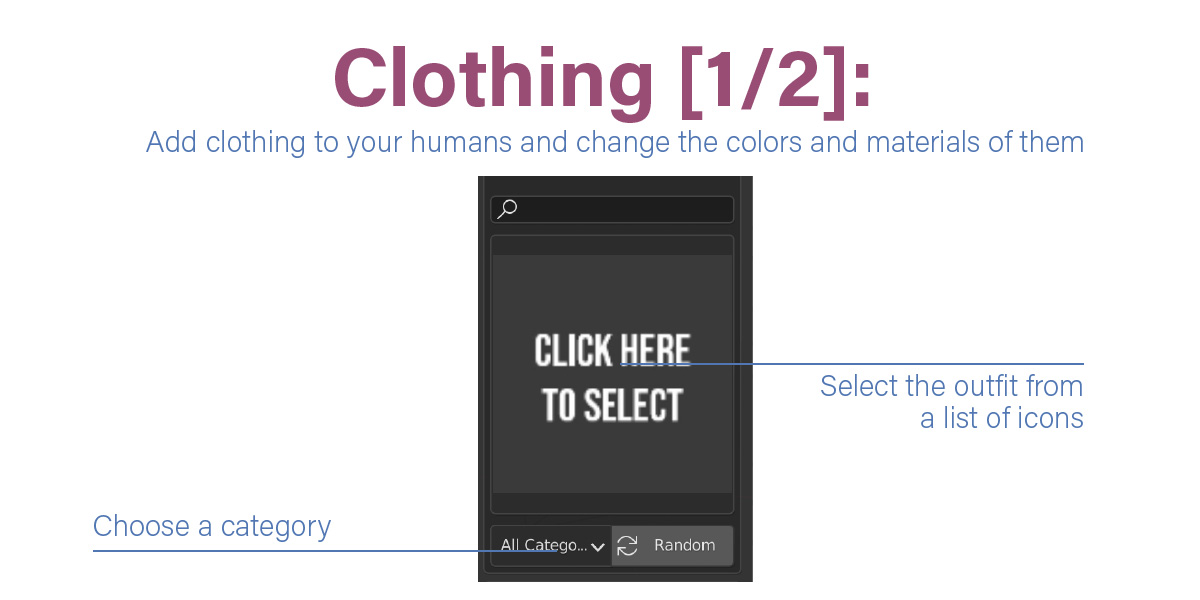 Clothing [1/2]:
Add clothing to your humans and change the colors and materials of them
CLICK HERE
TO SELECT
Select the outfit from
a list of icons
Choose a category
All Catego... Random